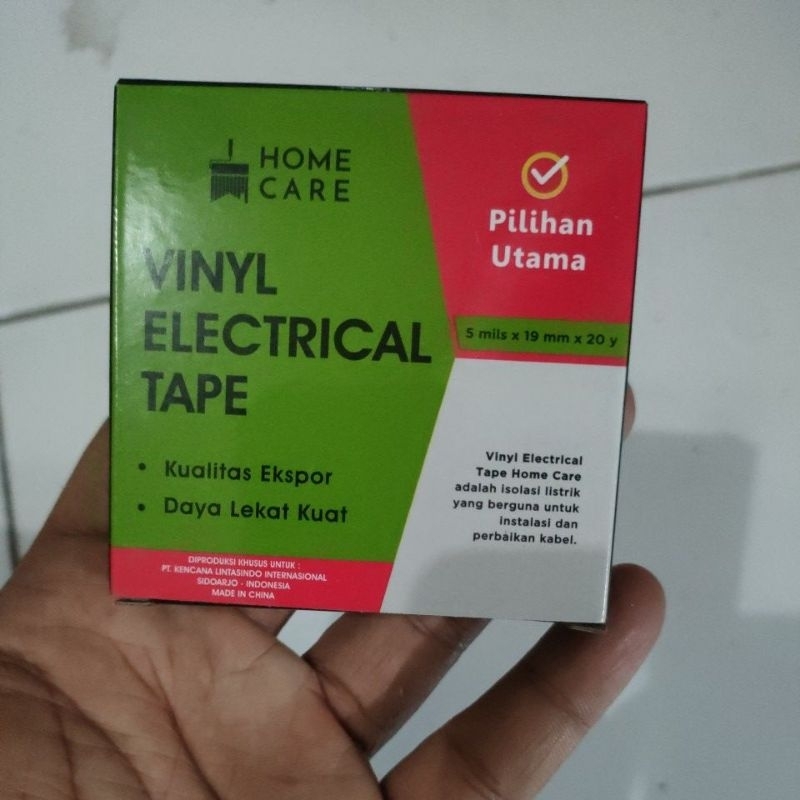 HOME
CARE
VINYL
ELECTRICAL
TAPE
• Kualitas Ekspor
• Daya Lekat Kuat
DIPRODUKSI KHUSUS UNTUK :
PT. KENCANA LINTASINDO INTERNASIONAL
SIDOARJO - INDONESIA
MADE IN CHINA
Pilihan
Utama
5 mils x 19 mm x 20 y
Vinyl Electrical
Tape Home Care
adalah isolasi listrik
yang berguna untuk
instalasi dan
perbaikan kabel.